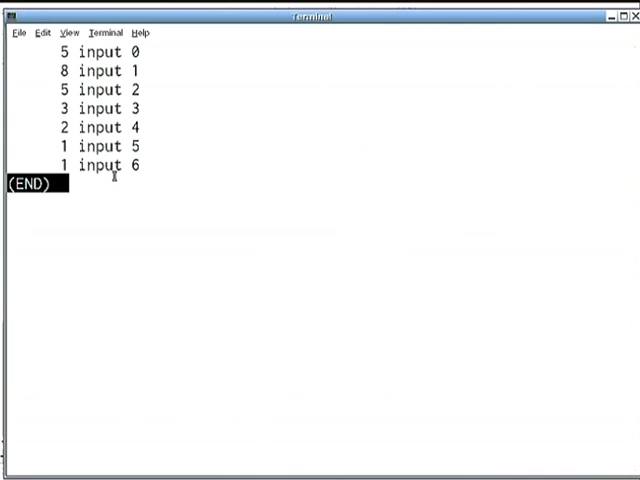 Terminal
File Edit View Terminal Help
5 input 0
8 input 1
5 input 2
3 input 3
2 input 4
1 input 5
1 input 6
(END)